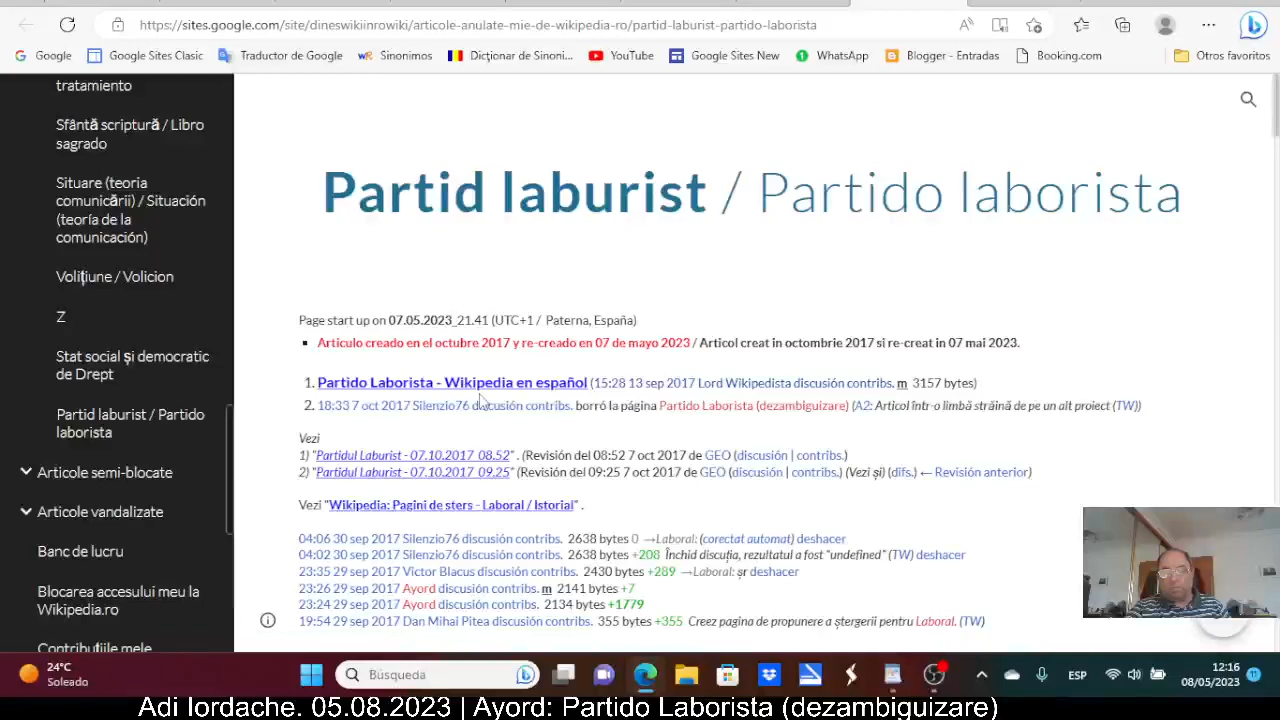 https://sites.google.com/site/dineswikiinrowiki/articole-anulate-mie-de-wikipedia-ro/partid-laburist-partido-laborista
Google
Google Sites Clasic
Traductor de Google
Sinonimos
Dicţionar de Sinoni...
YouTube
Google Sites New
WhatsApp
Blogger - Entradas
Booking.com
Otros favoritos
tratamiento
Sfântă scriptură / Libro
sagrado
Situare (teoria
comunicării) / Situación
(teoría de la
comunicación)
Volițiune / Volicion
Z
Stat social și democratic
de Drept
Partid laburist / Partido
laborista
Articole semi-blocate
Articole vandalizate
Banc de lucru
Blocarea accesului meu la
Wikipedia.ro
Contribuțiile mele
Partid laburist / Partido laborista
Page start up on 07.05.2023_21.41 (UTC+1 / Paterna, España)
Articulo creado en el octubre 2017 y re-creado en 07 de mayo 2023 / Articol creat in octombrie 2017 si re-creat in 07 mai 2023.
1. Partido Laborista - Wikipedia en español (15:28 13 sep 2017 Lord Wikipedista discusión contribs. m 3157 bytes)
2. 18:33 7 oct 2017 Silenzio76 discusión contribs. borró la página Partido Laborista (dezambiguizare) (A2: Articol într-o limbă străină de pe un alt proiect (TW))
Vezi
1) "Partidul Laburist - 07.10.2017_08.52" . (Revisión del 08:52 7 oct 2017 de GEO (discusión | contribs.)
2) "Partidul Laburist - 07.10.2017_09.25" (Revisión del 09:25 7 oct 2017 de GEO (discusión | contribs.) (Vezi și) (difs.) ← Revisión anterior)
Vezi "Wikipedia: Pagini de sters - Laboral / Istorial" .
04:06 30 sep 2017 Silenzio76 discusión contribs. 2638 bytes 0 →Laboral: (corectat automat) deshacer
04:02 30 sep 2017 Silenzio76 discusión contribs. 2638 bytes +208 Închid discuția, rezultatul a fost "undefined" (TW) deshacer
23:35 29 sep 2017 Victor Blacus discusión contribs. 2430 bytes +289 →Laboral: șr deshacer
23:26 29 sep 2017 Ayord discusión contribs. m 2141 bytes +7
23:24 29 sep 2017 Ayord discusión contribs. 2134 bytes +1779
19:54 29 sep 2017 Dan Mihai Pitea discusión contribs. 355 bytes +355 Creez pagina de propunere a ștergerii pentru Laboral. (TW)
24°C
Soleado
Búsqueda
ESP
12:16
08/05/2023
Adi Iordache. 05.08.2023 | Ayord: Partido Laborista (dezambiguizare)